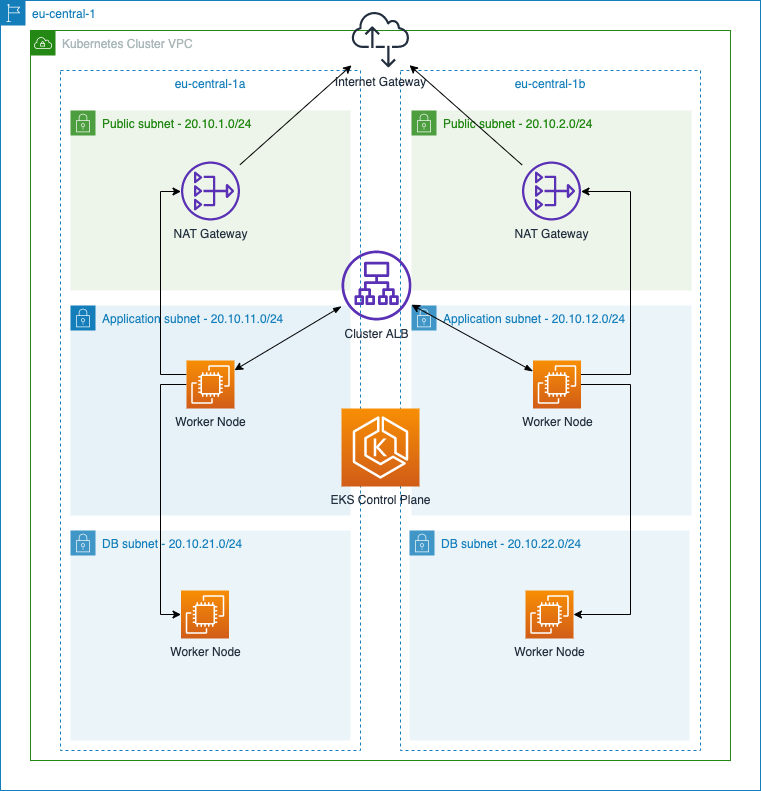 eu-central-1
Kubernetes Cluster VPC
Internet Gateway
eu-central-1a
eu-central-1b
Public subnet - 20.10.1.0/24
Public subnet - 20.10.2.0/24
NAT Gateway
NAT Gateway
Application subnet - 20.10.11.0/24
Application subnet - 20.10.12.0/24
Cluster ALB
Worker Node
Worker Node
K
EKS Control Plane
DB subnet - 20.10.21.0/24
DB subnet - 20.10.22.0/24
Worker Node
Worker Node